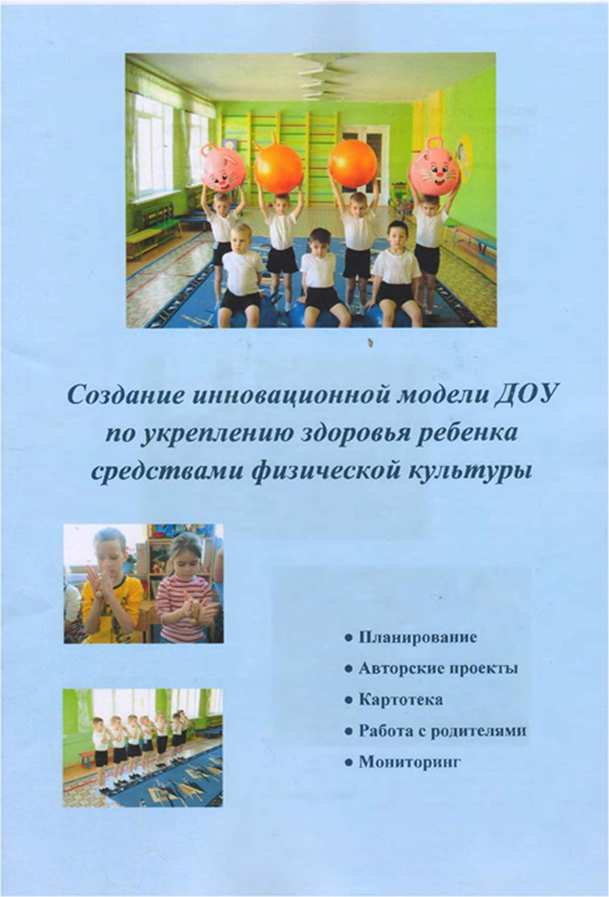 Создание инновационной модели ДОУ
по укреплению здоровья ребенка
средствами физической культуры
● Планирование
● Авторские проекты
● Картотека
● Работа с родителями
● Мониторинг